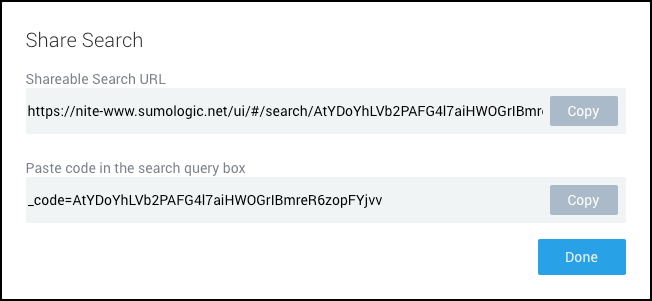 Share Search
Shareable Search URL
https://nite-www.sumologic.net/ui/#/search/AtYDoYhLVb2PAFG4l7aiHWOGrIBmre
Copy
Paste code in the search query box
_code=AtYDoYhLVb2PAFG4l7aiHWOGrIBmreR6zopFYjvv
Copy
Done